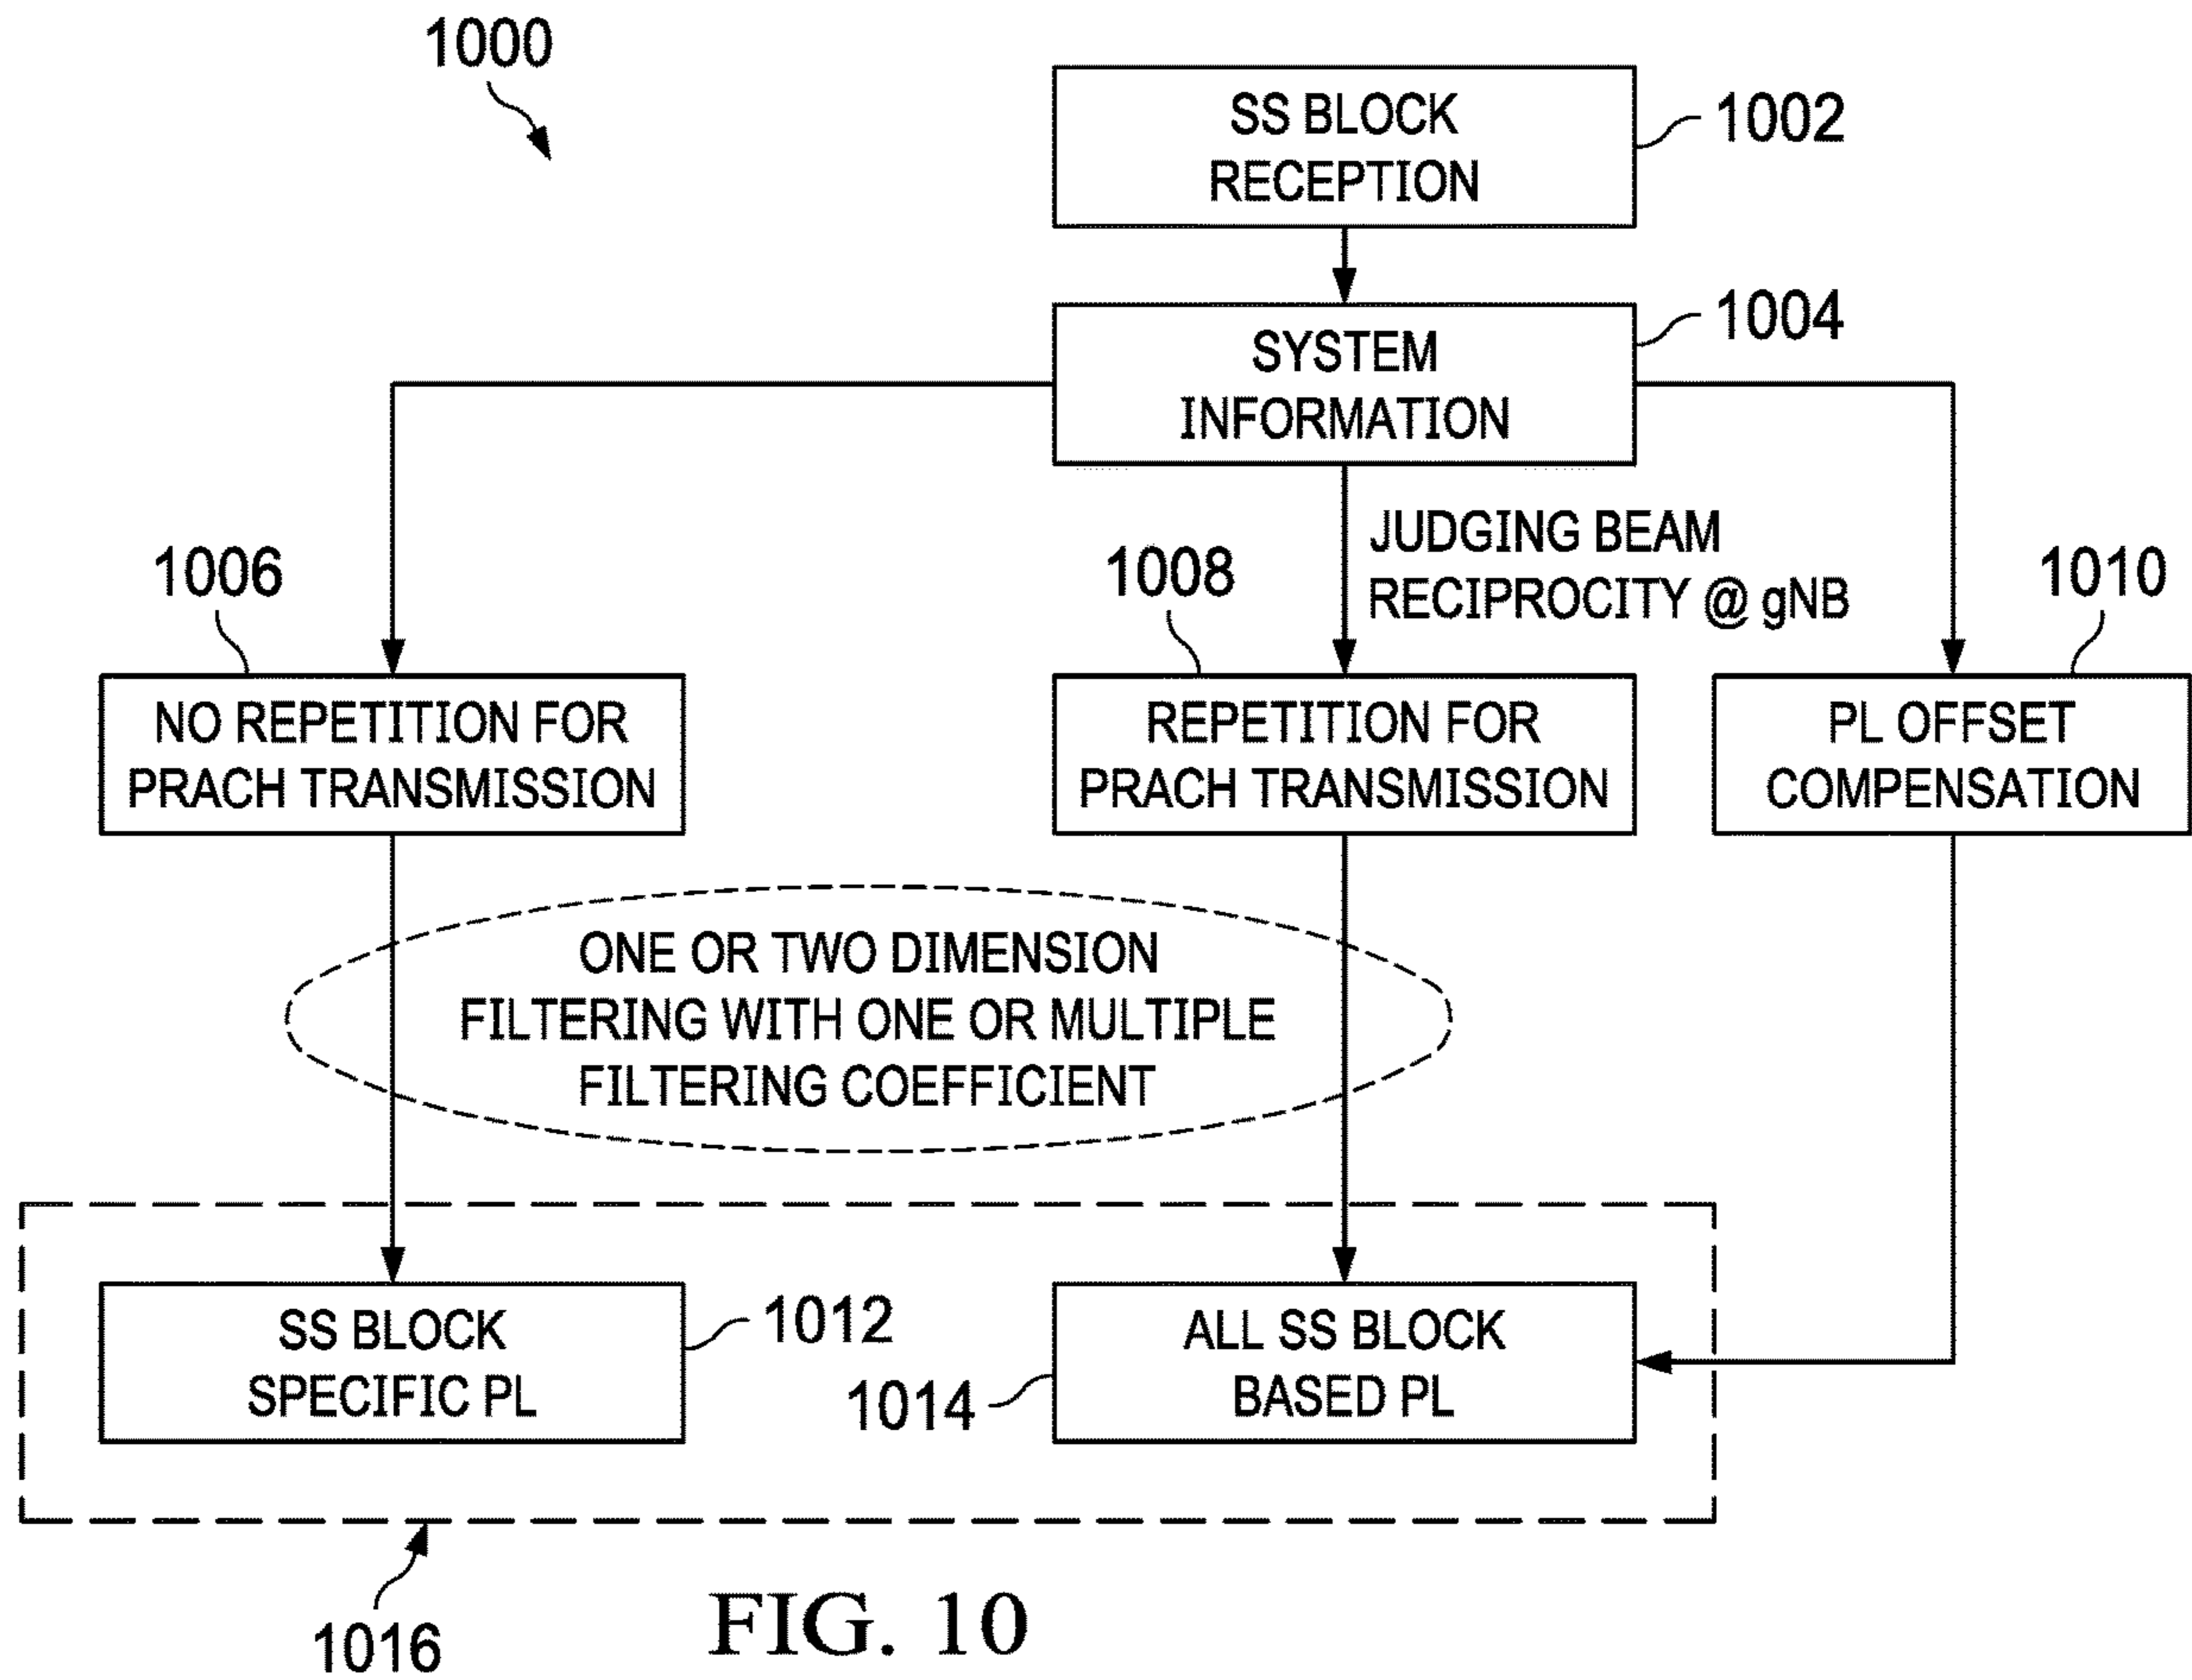 1000
SS BLOCK
RECEPTION
1002
SYSTEM
INFORMATION
1004
JUDGING BEAM
RECIPROCITY @ gNB
1006
NO REPETITION FOR
PRACH TRANSMISSION
1008
REPETITION FOR
PRACH TRANSMISSION
1010
PL OFFSET
COMPENSATION
ONE OR TWO DIMENSION
FILTERING WITH ONE OR MULTIPLE
FILTERING COEFFICIENT
SS BLOCK
SPECIFIC PL
1012
1014
ALL SS BLOCK
BASED PL
1016
FIG. 10